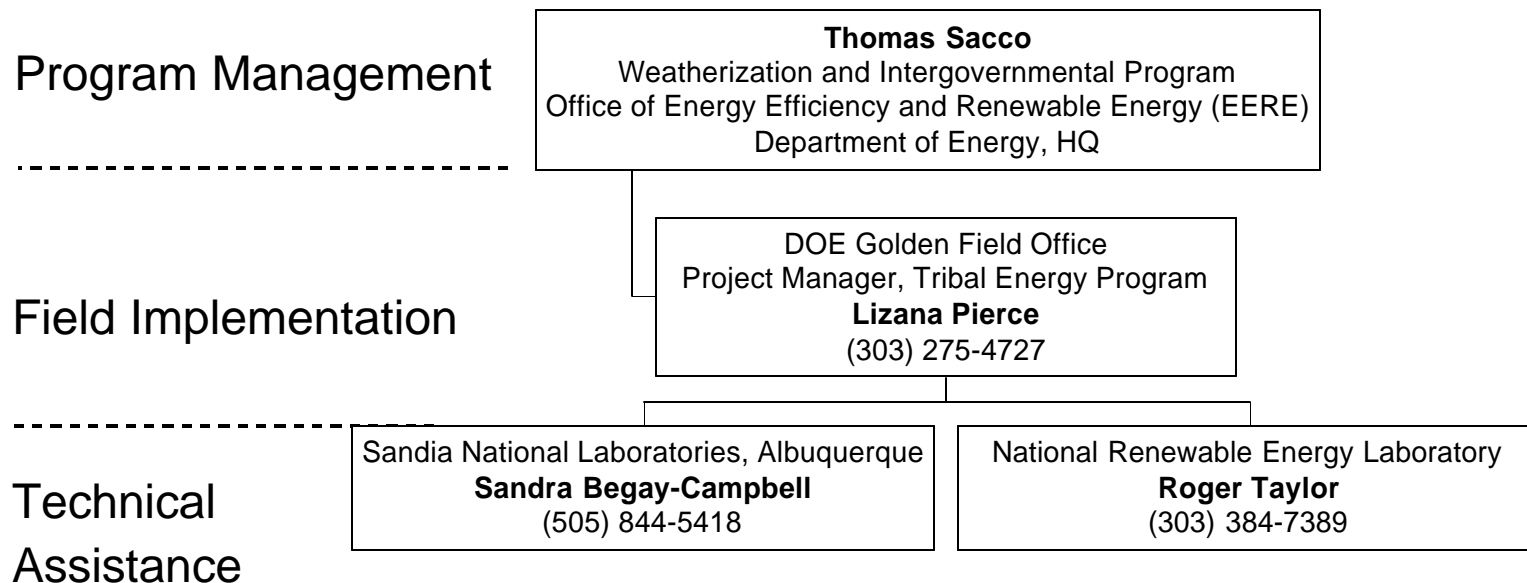 Program Management
Thomas Sacco
Weatherization and Intergovernmental Program
Office of Energy Efficiency and Renewable Energy (EERE)
Department of Energy, HQ
Field Implementation
DOE Golden Field Office
Project Manager, Tribal Energy Program
Lizana Pierce
(303) 275-4727
Technical
Assistance
Sandia National Laboratories, Albuquerque
Sandra Begay-Campbell
(505) 844-5418
National Renewable Energy Laboratory
Roger Taylor
(303) 384-7389